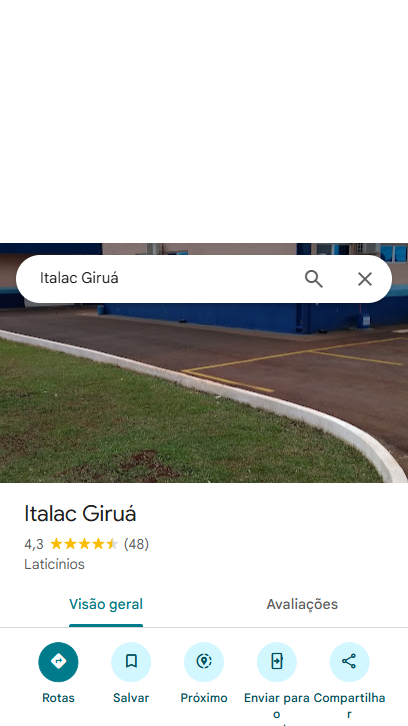 Italac Giruá
Italac Giruá
4,3 (48)
Laticínios
Visão geral Avaliações
Rotas Salvar Próximo Enviar para o Compartilhar